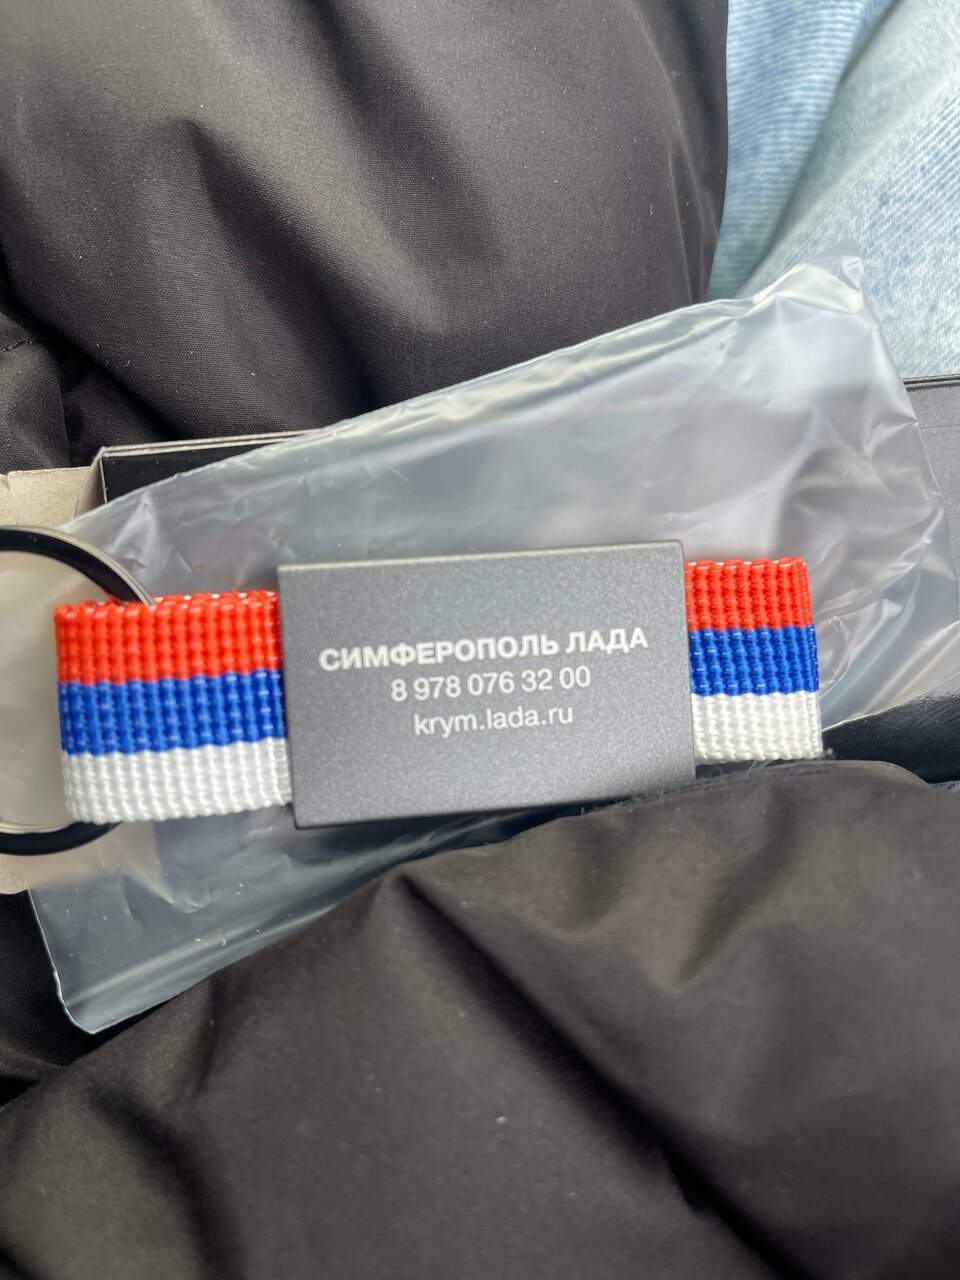 СИМФЕРОПОЛЬ ЛАДА
8 978 076 32 00
krym.lada.ru